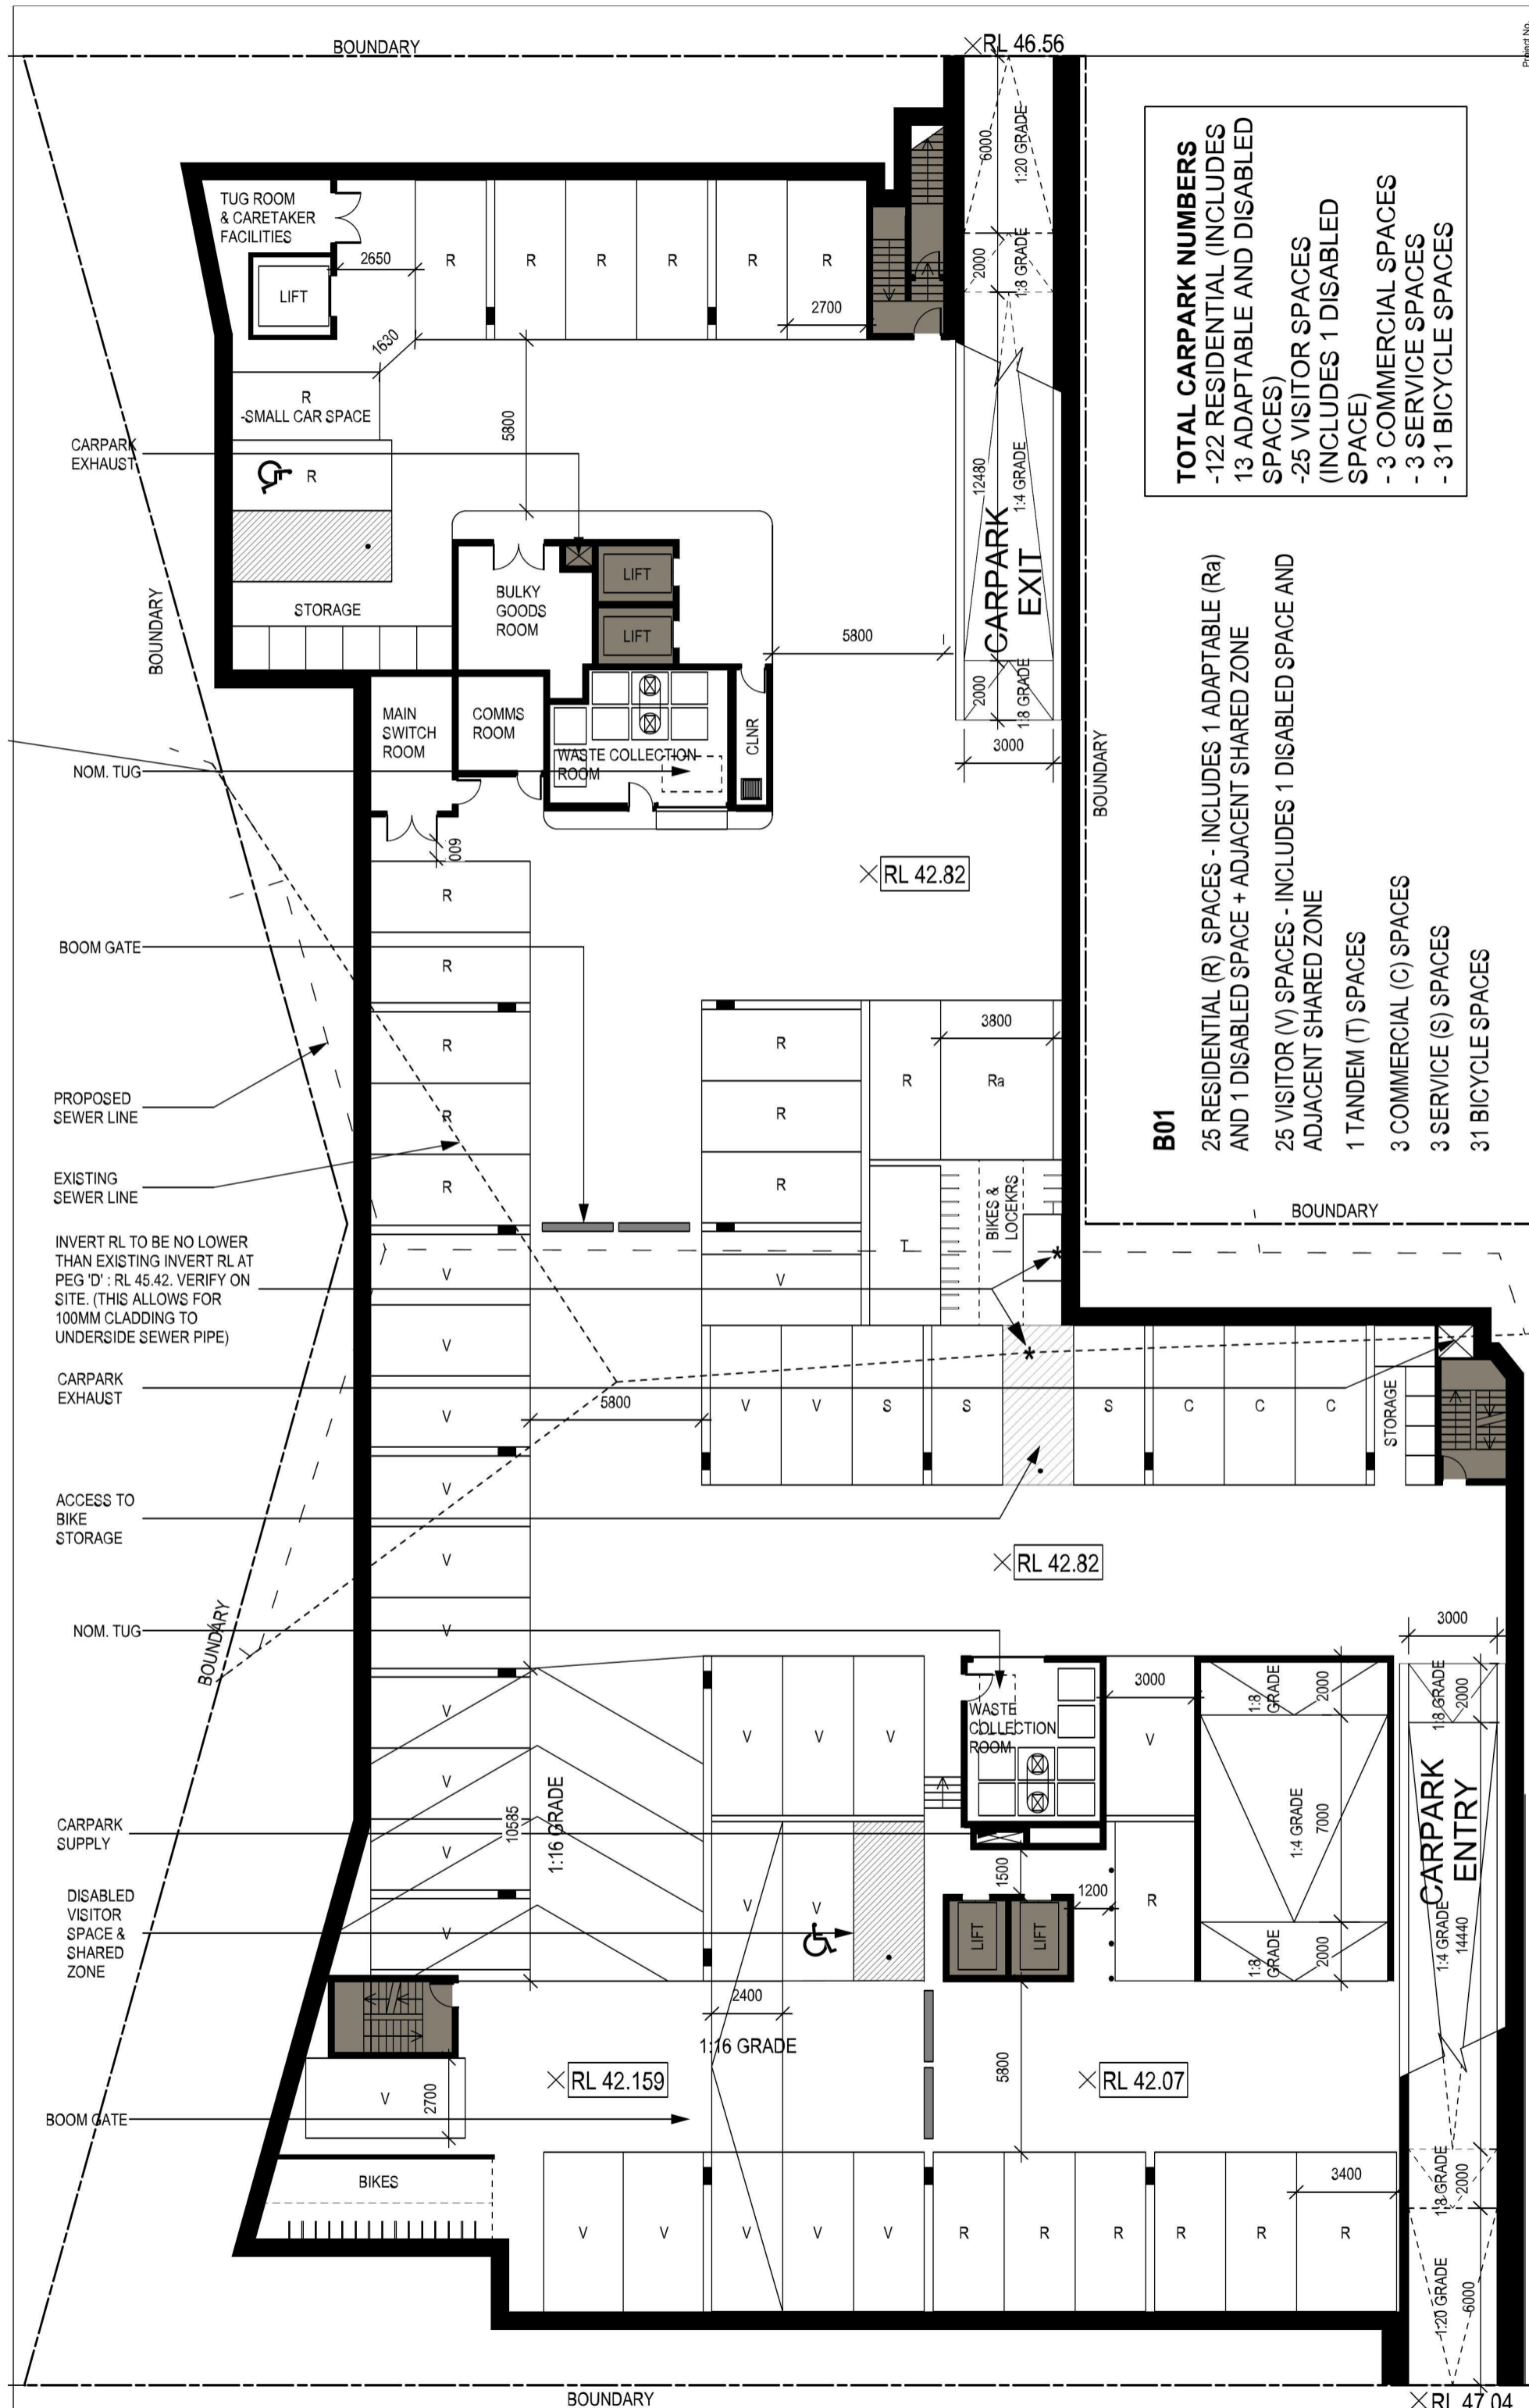 BOUNDARY
RL 46.56
Project No
TUG ROOM
& CARETAKER
FACILITIES
LIFT
2650
R
R
R
R
R
R
2700
6000
1:20 GRADE
2000
1:8 GRADE
1630
R
-SMALL CAR SPACE
R
5800
CARPARK
EXHAUST
12480
1:4 GRADE
CARPARK
EXIT
2000
1:8 GRADE
3000
STORAGE
BULKY
GOODS
ROOM
LIFT
LIFT
5800
BOUNDARY
MAIN
SWITCH
ROOM
COMMS
ROOM
WASTE COLLECTION
ROOM
CLNR
NOM. TUG
600
BOUNDARY
TOTAL CARPARK NUMBERS
-122 RESIDENTIAL (INCLUDES
13 ADAPTABLE AND DISABLED
SPACES)
-25 VISITOR SPACES
(INCLUDES 1 DISABLED
SPACE)
- 3 COMMERCIAL SPACES
- 3 SERVICE SPACES
- 31 BICYCLE SPACES
B01
25 RESIDENTIAL (R) SPACES - INCLUDES 1 ADAPTABLE (Ra)
AND 1 DISABLED SPACE + ADJACENT SHARED ZONE
25 VISITOR (V) SPACES - INCLUDES 1 DISABLED SPACE AND
ADJACENT SHARED ZONE
1 TANDEM (T) SPACES
3 COMMERCIAL (C) SPACES
3 SERVICE (S) SPACES
31 BICYCLE SPACES
RL 42.82
R
R
R
R
R
BOOM GATE
PROPOSED
SEWER LINE
EXISTING
SEWER LINE
R
R
R
V
R
3800
Ra
T
BIKES &
LOCEKRS
BOUNDARY
INVERT RL TO BE NO LOWER
THAN EXISTING INVERT RL AT
PEG 'D' : RL 45.42. VERIFY ON
SITE. (THIS ALLOWS FOR
100MM CLADDING TO
UNDERSIDE SEWER PIPE)
CARPARK
EXHAUST
V
V
V
V
V
V
V
V
V
V
5800
V
V
S
S
S
C
C
C
STORAGE
ACCESS TO
BIKE
STORAGE
RL 42.82
NOM. TUG
BOUNDARY
10585
1:16 GRADE
V
V
V
WASTE
COLLECTION
ROOM
3000
V
1:8
GRADE
2000
1:4 GRADE
7000
1:8
GRADE
2000
3000
1:8 GRADE
2000
CARPARK
ENTRY
1:4 GRADE
14440
CARPARK
SUPPLY
DISABLED
VISITOR
SPACE &
SHARED
ZONE
V
V
1500
LIFT
LIFT
1200
R
2400
1:16 GRADE
RL 42.159
5800
RL 42.07
V
2700
BOOM GATE
BIKES
V
V
V
V
V
R
R
R
R
R
R
3400
1:8 GRADE
2000
1:20 GRADE
6000
BOUNDARY
RL 47.04